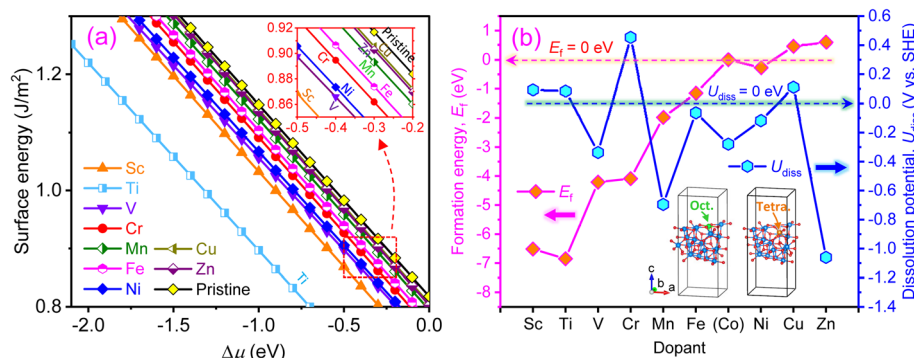 (a)
Surface energy (J/m²)
1.2
1.0
0.8
-2.0
-1.5
-1.0
-0.5
0.0
Δμ (eV)
Sc
Ti
V
Cr
Mn
Cu
Fe
Zn
Ni
Pristine
Ti
0.92
0.90
0.88
0.86
-0.5
-0.4
-0.3
-0.2
Pristine
Cu
Zn
Mn
Cr
Fe
Ni
V
Sc
(b)
Formation energy, Ef (eV)
1
0
-1
-2
-3
-4
-5
-6
-7
-8
Ef = 0 eV
Udiss = 0 eV
Udiss
Ef
Oct.
Tetra.
c
b
a
Sc
Ti
V
Cr
Mn
Fe
(Co)
Ni
Cu
Zn
Dopant
0.6
0.4
0.2
0.0
-0.2
-0.4
-0.6
-0.8
-1.0
-1.2
-1.4
Dissolution potential, Udiss (V vs. SHE)